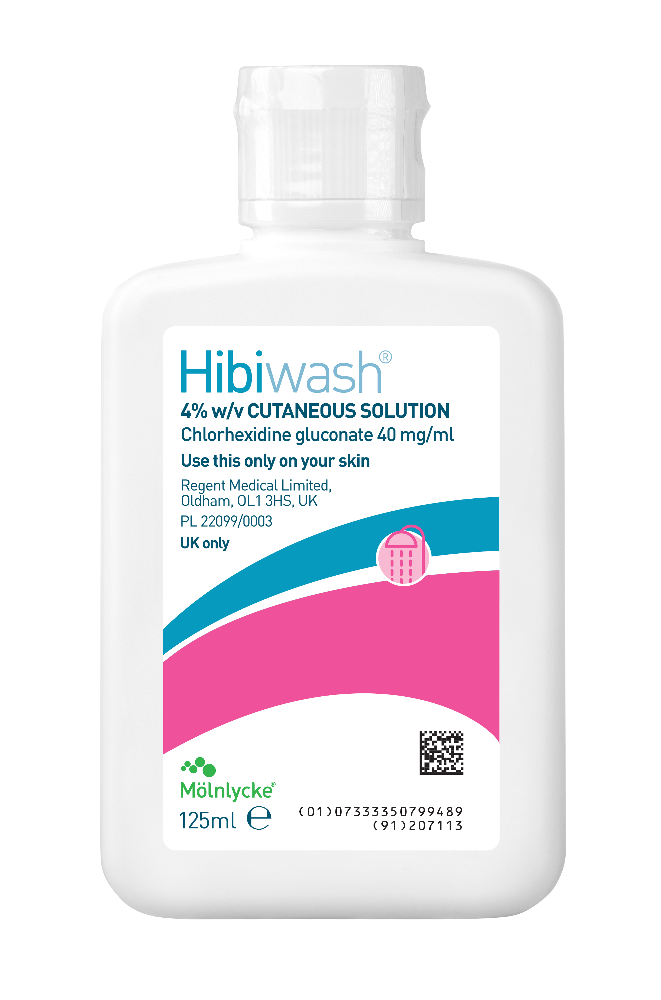 Hibiwash®
4% w/v CUTANEOUS SOLUTION
Chlorhexidine gluconate 40 mg/ml
Use this only on your skin
Regent Medical Limited,
Oldham, OL1 3HS, UK
PL 22099/0003
UK only
Mölnlycke®
125ml ℮
(01)07333350799489
(91)207113